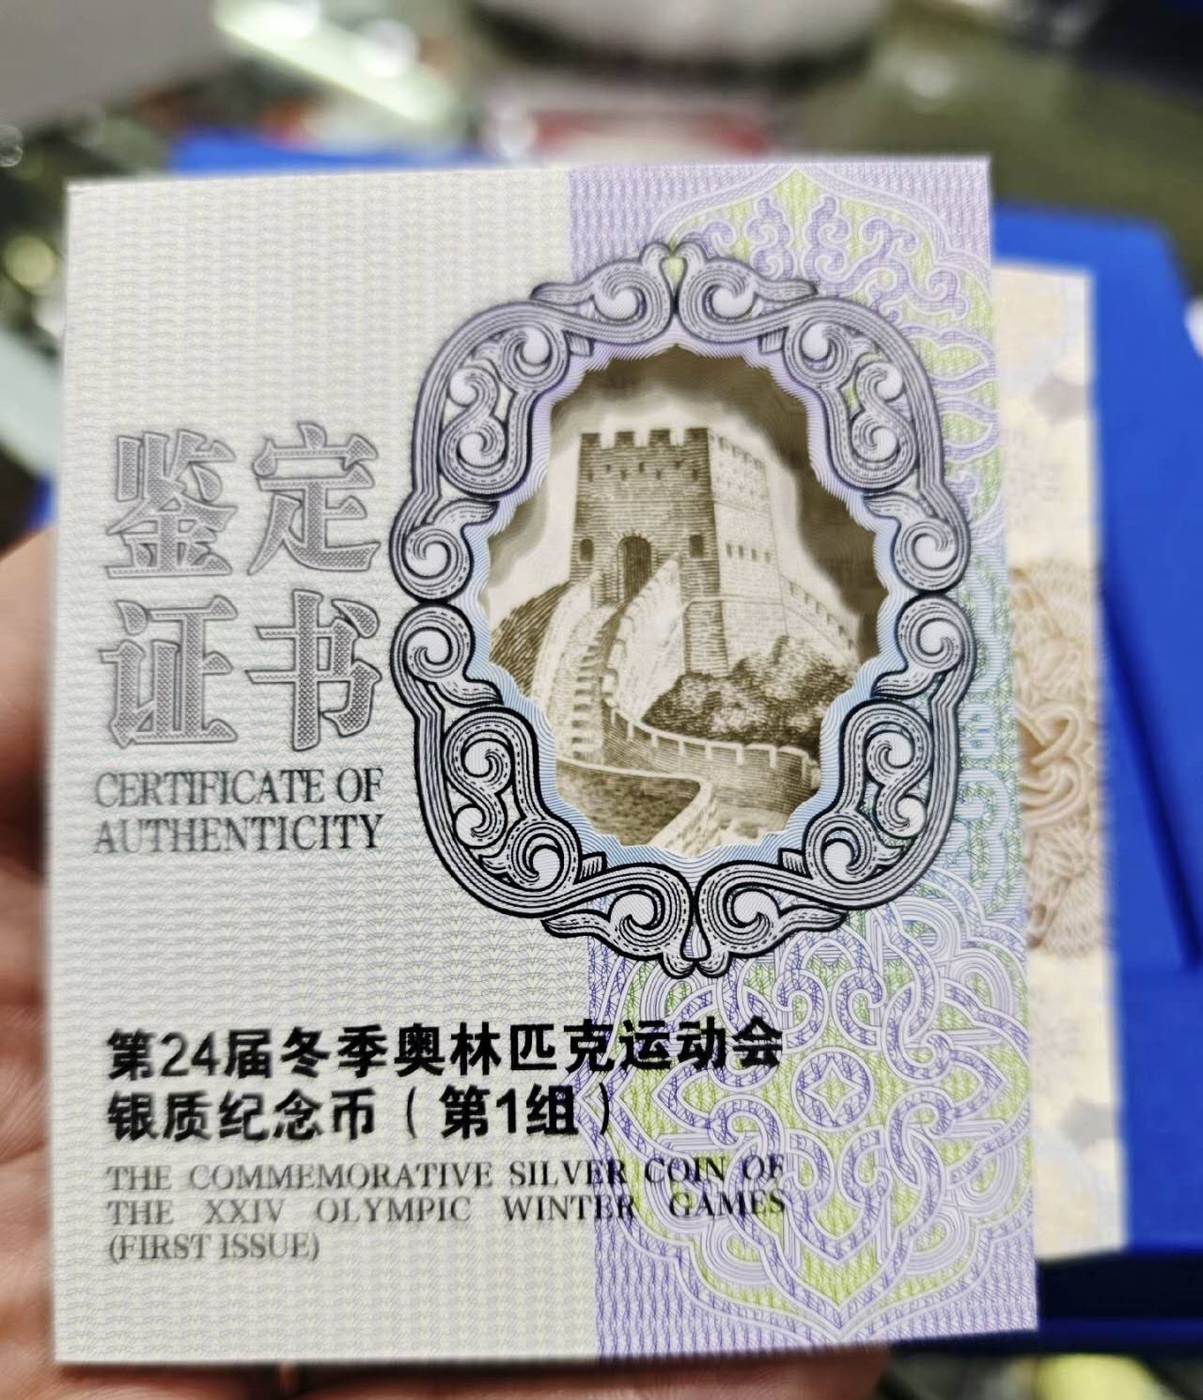 鉴定
证书
CERTIFICATE OF
AUTHENTICITY
第24届冬季奥林匹克运动会
银质纪念币（第1组）
THE COMMEMORATIVE SILVER COIN OF
THE XXIV OLYMPIC WINTER GAMES
(FIRST ISSUE)